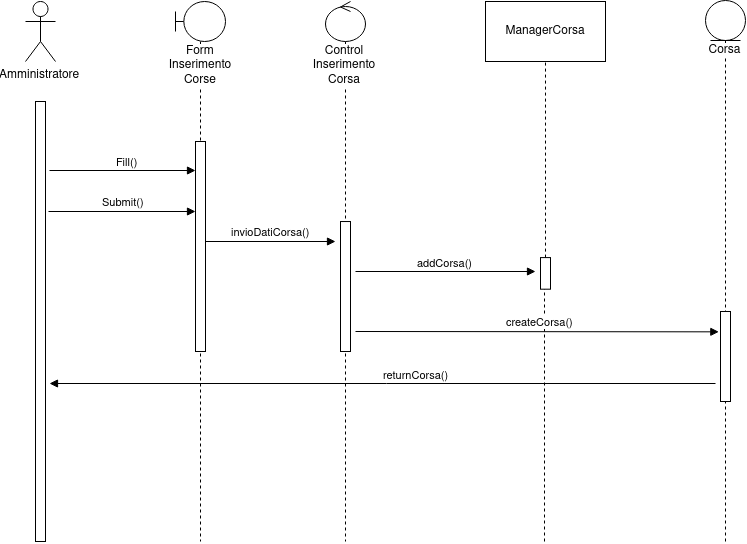 Amministratore
Form
Inserimento
Corse
Control
Inserimento
Corsa
ManagerCorsa
Corsa
Fill()
Submit()
invioDatiCorsa()
addCorsa()
createCorsa()
returnCorsa()